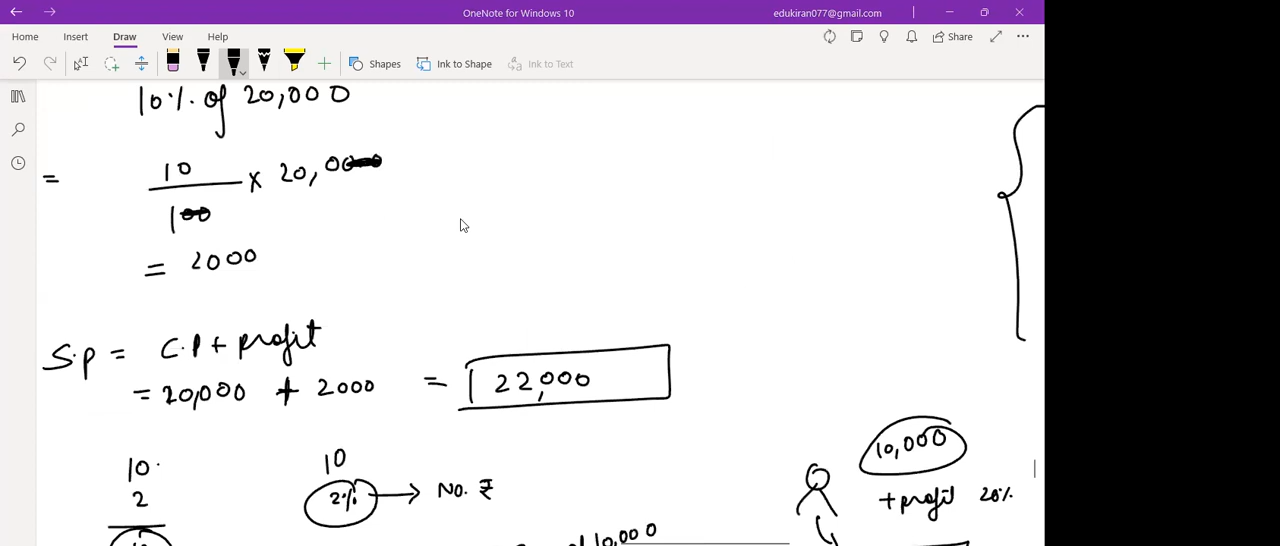 OneNote for Windows 10
edukiran077@gmail.com
Home Insert Draw View Help
Share
Shapes Ink to Shape Ink to Text
10% of 20,000
= 10
100 × 20,000
= 2000
S.P = C.P + profit
= 20,000 + 2000 = 22,000
10
2
10
2% → No. ₹
10,000
+ profit 20%
of 10,000